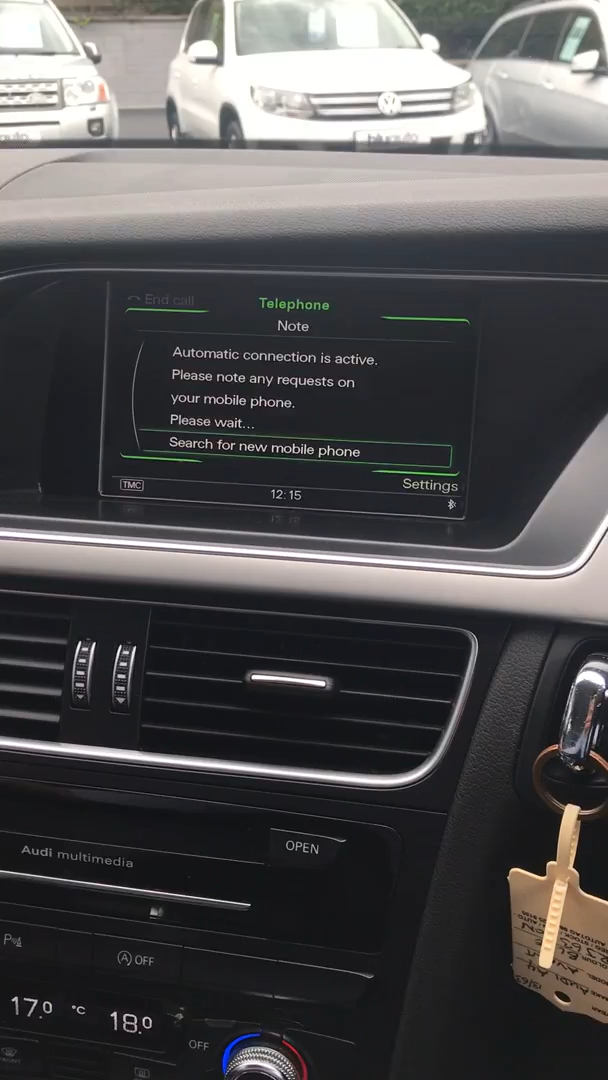 End call
Telephone
Note
Automatic connection is active.
Please note any requests on
your mobile phone.
Please wait...
Search for new mobile phone
Settings
TMC
12:15
Audi multimedia
OPEN
A OFF
17.0 °C 18.0
OFF